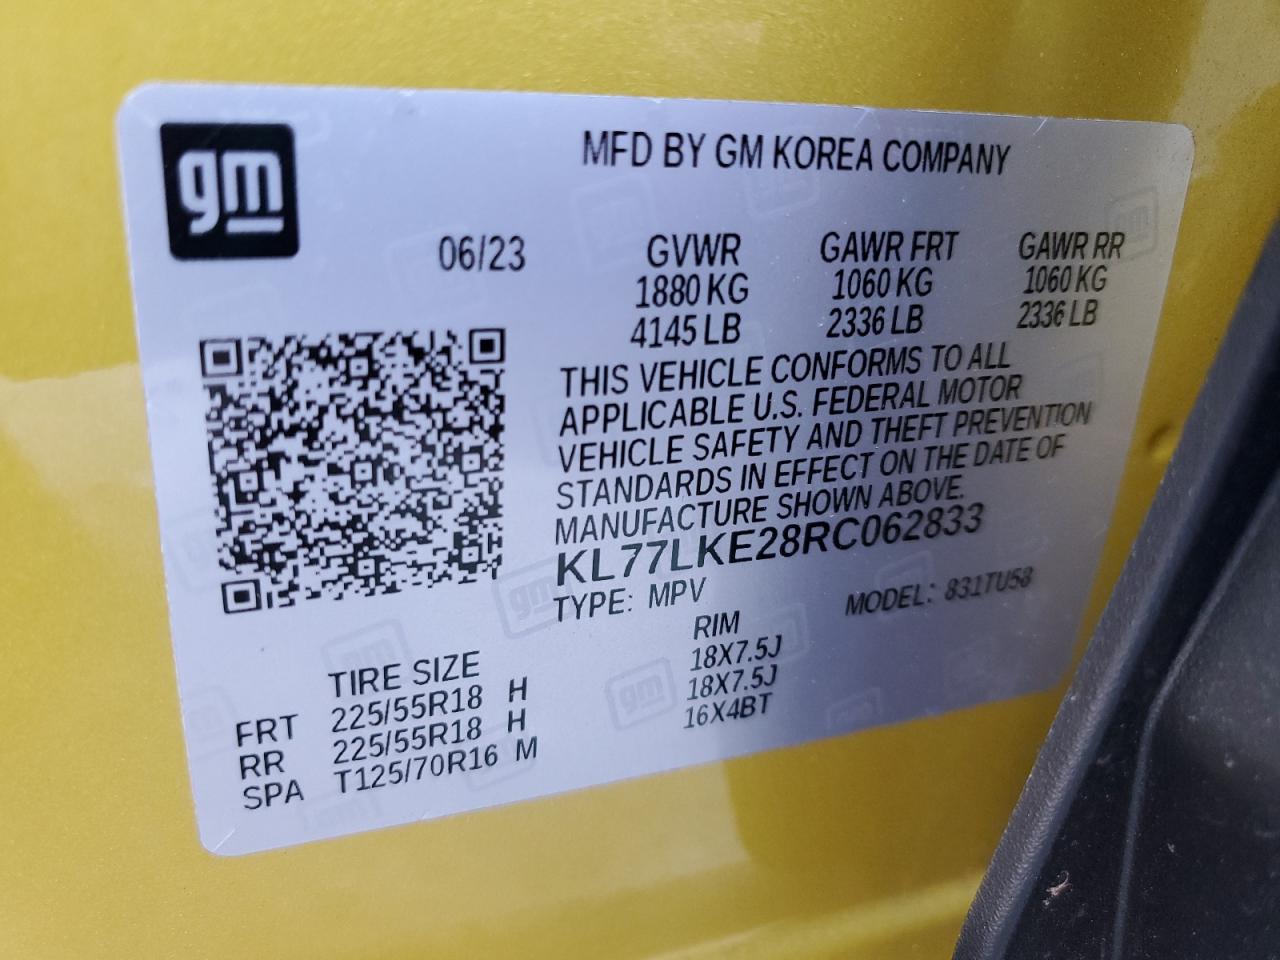 gm
MFD BY GM KOREA COMPANY
06/23 GVWR GAWR FRT GAWR RR
1880 KG 1060 KG 1060 KG
4145 LB 2336 LB 2336 LB
THIS VEHICLE CONFORMS TO ALL
APPLICABLE U.S. FEDERAL MOTOR
VEHICLE SAFETY AND THEFT PREVENTION
STANDARDS IN EFFECT ON THE DATE OF
MANUFACTURE SHOWN ABOVE.
KL77LKE28RC062833
TYPE: MPV MODEL: 831TU58
TIRE SIZE RIM
FRT 225/55R18 H 18X7.5J
RR 225/55R18 H 18X7.5J
SPA T125/70R16 M 16X4BT